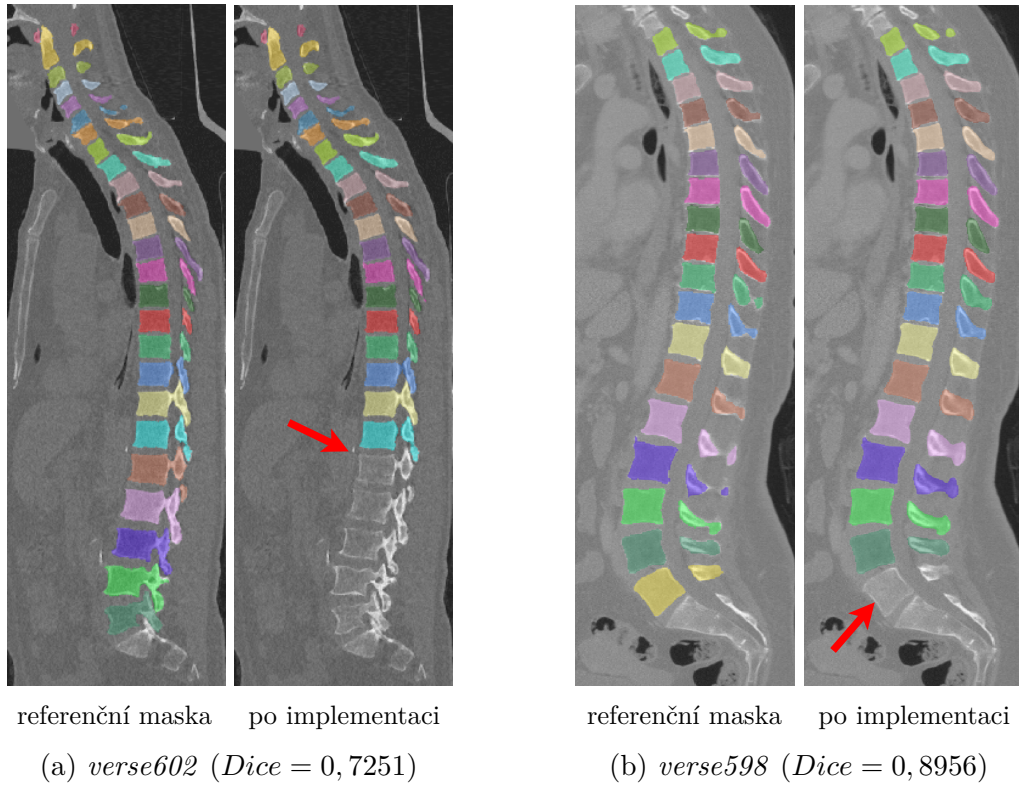 referenční maska
po implementaci
referenční maska
po implementaci
(a) verse602 (Dice = 0, 7251)
(b) verse598 (Dice = 0, 8956)